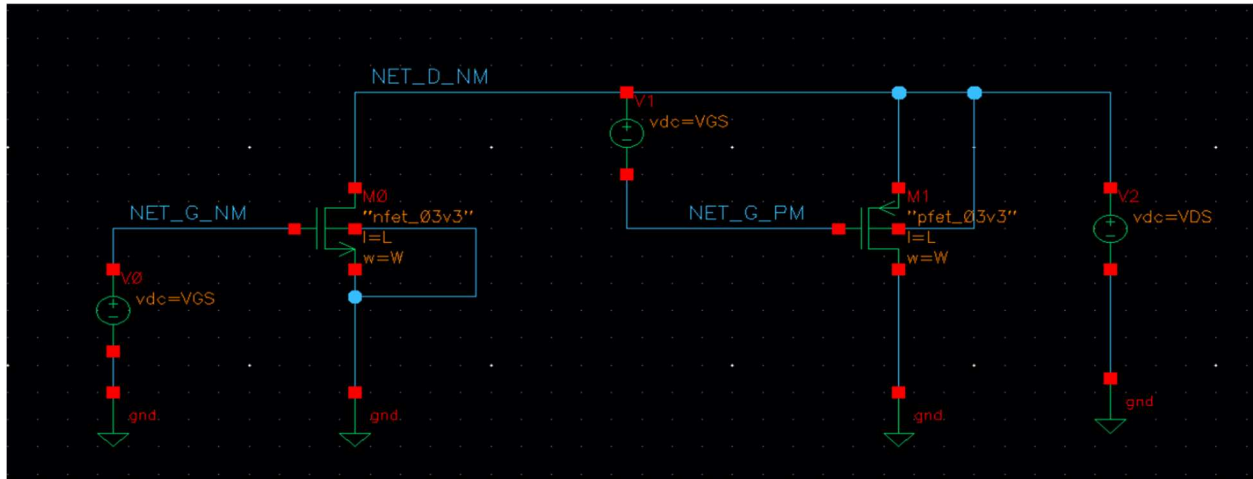 NET_D_NM
V1
vdc=VGS
M0
"nfet_03v3"
l=L
w=W
NET_G_NM
V0
vdc=VGS
NET_G_PM
M1
"pfet_03v3"
l=L
w=W
V2
vdc=VDS
gnd
gnd
gnd
gnd